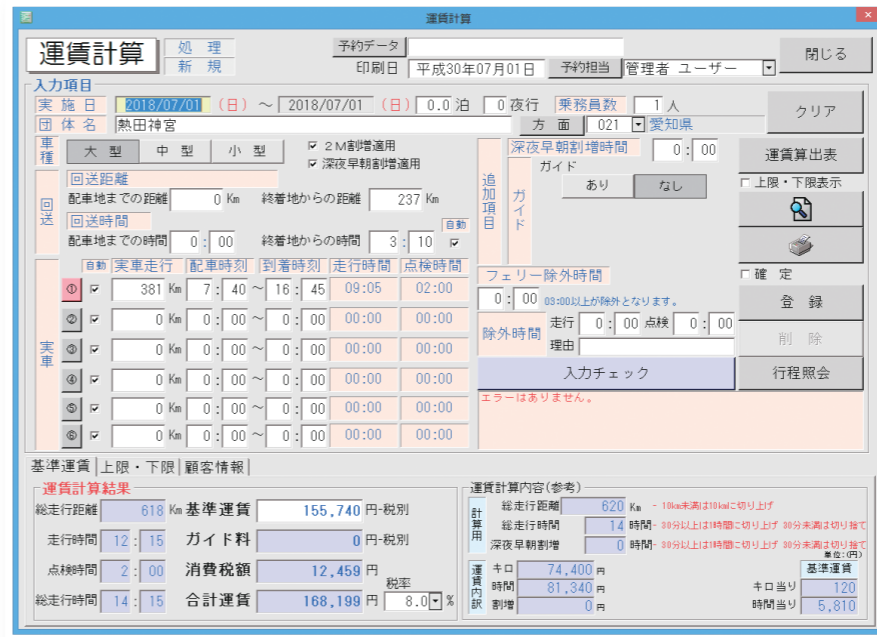 運賃計算
運賃計算 処理 新規 予約データ 閉じる
印刷日 平成30年07月01日 予約担当 管理者 ユーザー
入力項目
実施日 2018/07/01 (日) ～ 2018/07/01 (日) 0.0 泊 0 夜行 乗務員数 1 人 クリア
団体名 熱田神宮 方面 021 愛知県
車種 大型 中型 小型 2M割増適用 深夜早朝割増適用
追加項目 深夜早朝割増時間 0 : 00 運賃算出表
ガイド ガイド あり なし 上限・下限表示
回送 回送距離
配車地までの距離 0 Km 終着地からの距離 237 Km
回送時間 自動
配車地までの時間 0 : 00 終着地からの時間 3 : 10
実車 自動 実車走行 配車時刻 到着時刻 走行時間 点検時間
① 381 Km 7 : 40 ～ 16 : 45 09:05 02:00
② 0 Km 0 : 00 ～ 0 : 00 00:00 00:00
③ 0 Km 0 : 00 ～ 0 : 00 00:00 00:00
④ 0 Km 0 : 00 ～ 0 : 00 00:00 00:00
⑤ 0 Km 0 : 00 ～ 0 : 00 00:00 00:00
⑥ 0 Km 0 : 00 ～ 0 : 00 00:00 00:00
フェリー除外時間 確定
0 : 00 03:00以上が除外となります。 登録
除外時間 走行 0 : 00 点検 0 : 00
理由 削除
入力チェック 行程照会
エラーはありません。
基準運賃 上限・下限 顧客情報
運賃計算結果
総走行距離 618 Km 基準運賃 155,740 円-税別
走行時間 12 : 15 ガイド料 0 円-税別
点検時間 2 : 00 消費税額 12,459 円 税率
総走行時間 14 : 15 合計運賃 168,199 円 8.0 %
運賃計算内容(参考)
計算用 総走行距離 620 Km - 10km未満は10kmに切り上げ
総走行時間 14 時間- 30分以上は1時間に切り上げ 30分未満は切り捨て
深夜早朝割増 0 時間- 30分以上は1時間に切り上げ 30分未満は切り捨て
単位:(円)
運賃内訳 キロ 74,400 円 基準運賃
時間 81,340 円 キロ当り 120
割増 0 円 時間当り 5,810